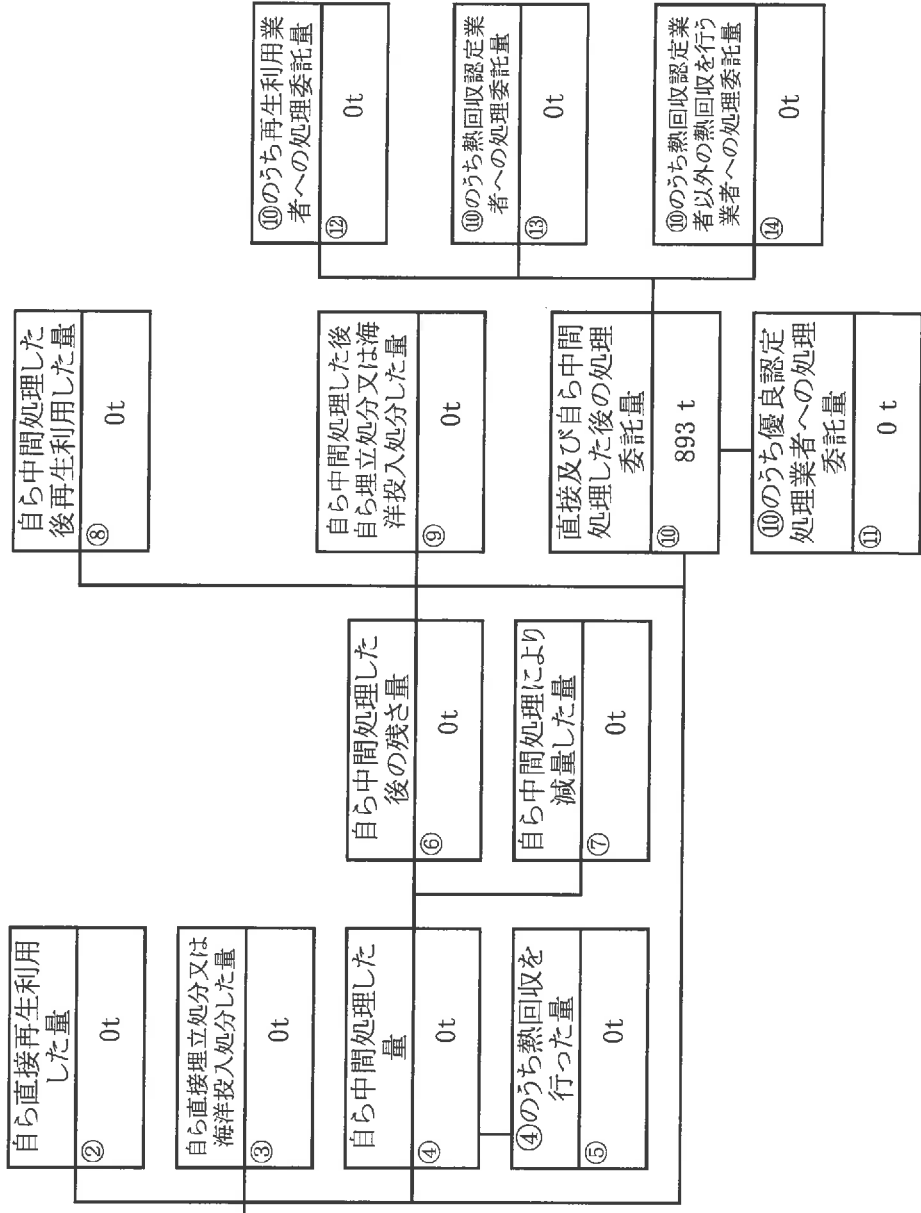 自ら直接再生利用
した量
②
0t
自ら直接埋立処分又は
海洋投入処分した量
③
0t
自ら中間処理した
量
④
0t
④のうち熱回収を
行った量
⑤
0t
自ら中間処理した
後の残さ量
⑥
0t
自ら中間処理により
減量した量
⑦
0t
自ら中間処理した
後再生利用した量
⑧
0t
自ら中間処理した後
自ら埋立処分又は海
洋投入処分した量
⑨
0t
直接及び自ら中間
処理した後の処理
委託量
⑩
893 t
⑩のうち優良認定
処理業者への処理
委託量
⑪
0 t
⑩のうち再生利用業
者への処理委託量
⑫
0t
⑩のうち熱回収認定業
者への処理委託量
⑬
0t
⑩のうち熱回収認定業
者以外の熱回収を行う
業者への処理委託量
⑭
0t